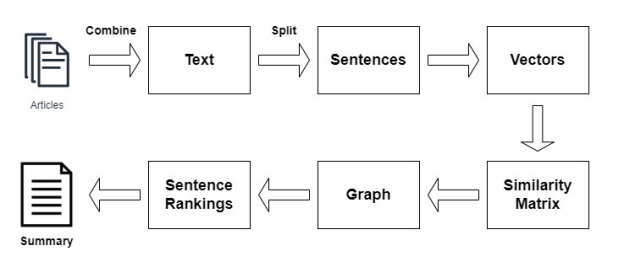 Combine
Split
Articles
Text
Sentences
Vectors
Similarity
Matrix
Graph
Sentence
Rankings
Summary